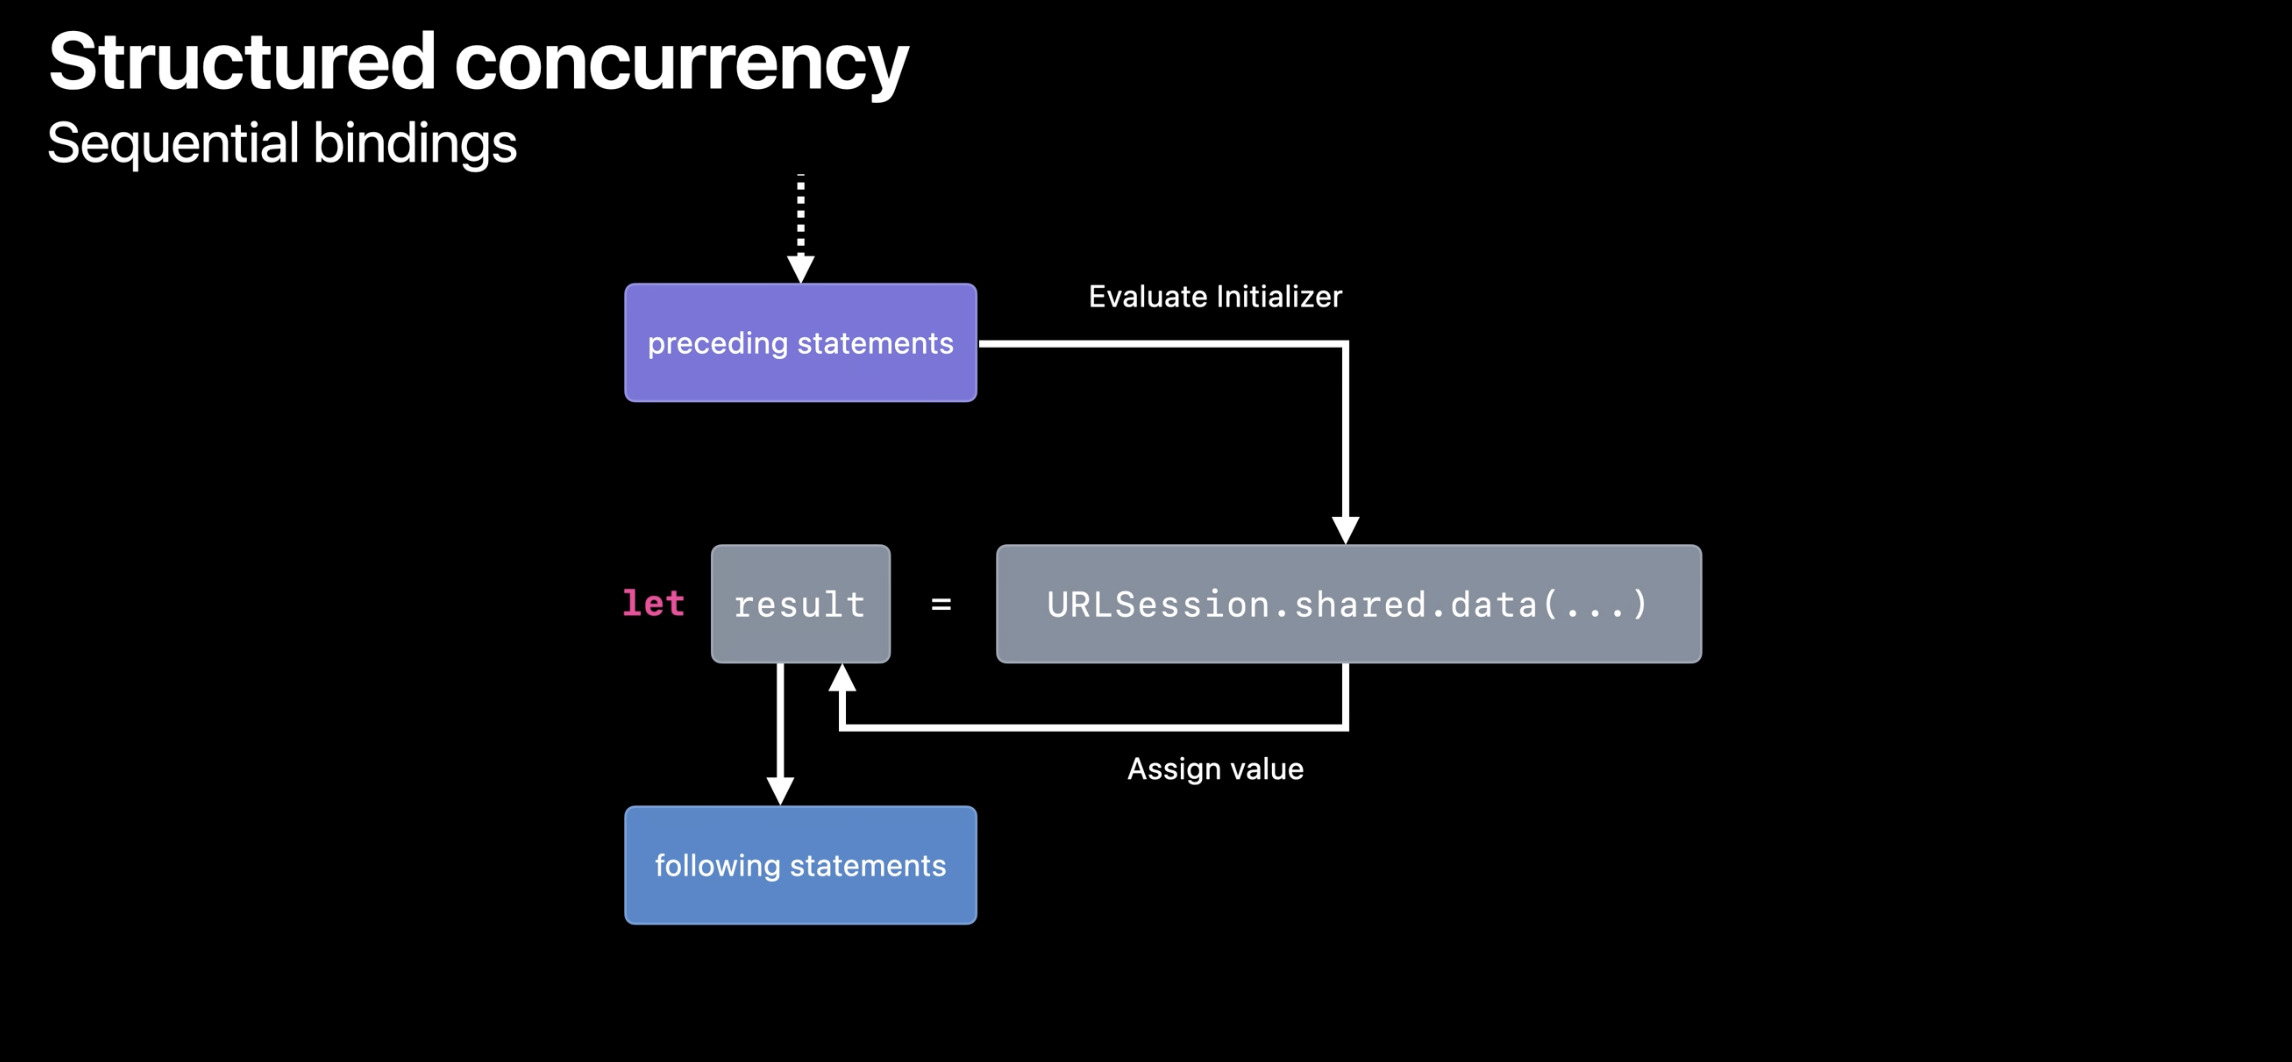 Structured concurrency
Sequential bindings
Evaluate Initializer
preceding statements
let result = URLSession.shared.data(...)
Assign value
following statements